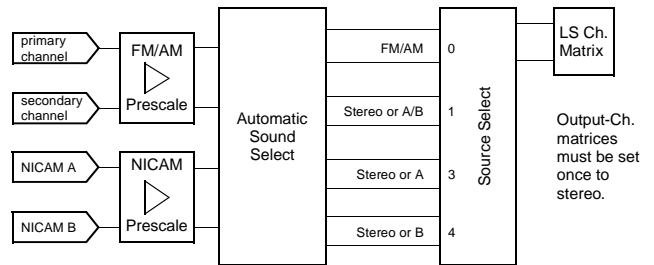 primary
channel
secondary
channel
NICAM A
NICAM B
FM/AM
Prescale
NICAM
Prescale
Automatic
Sound
Select
FM/AM
Stereo or A/B
Stereo or A
Stereo or B
0
1
3
4
Source Select
LS Ch.
Matrix
Output-Ch.
matrices
must be set
once to
stereo.